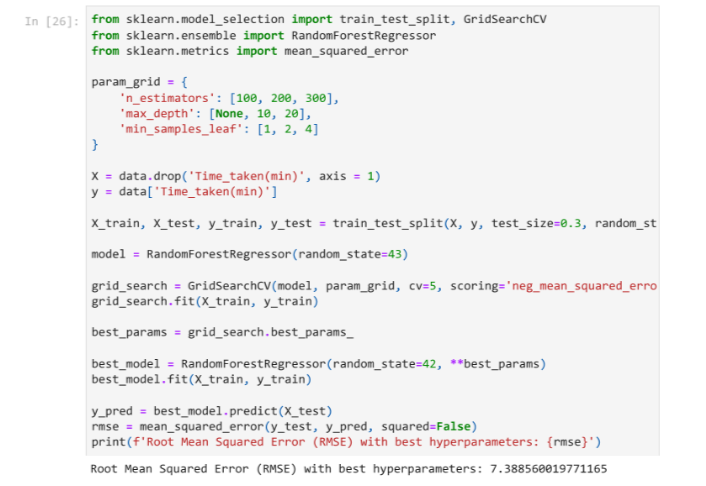 In [26]:
from sklearn.model_selection import train_test_split, GridSearchCV
from sklearn.ensemble import RandomForestRegressor
from sklearn.metrics import mean_squared_error
param_grid = {
    'n_estimators': [100, 200, 300],
    'max_depth': [None, 10, 20],
    'min_samples_leaf': [1, 2, 4]
}
X = data.drop('Time_taken(min)', axis = 1)
y = data['Time_taken(min)']
X_train, X_test, y_train, y_test = train_test_split(X, y, test_size=0.3, random_st
model = RandomForestRegressor(random_state=43)
grid_search = GridSearchCV(model, param_grid, cv=5, scoring='neg_mean_squared_erro
grid_search.fit(X_train, y_train)
best_params = grid_search.best_params_
best_model = RandomForestRegressor(random_state=42, **best_params)
best_model.fit(X_train, y_train)
y_pred = best_model.predict(X_test)
rmse = mean_squared_error(y_test, y_pred, squared=False)
print(f'Root Mean Squared Error (RMSE) with best hyperparameters: {rmse}')
Root Mean Squared Error (RMSE) with best hyperparameters: 7.388560019771165